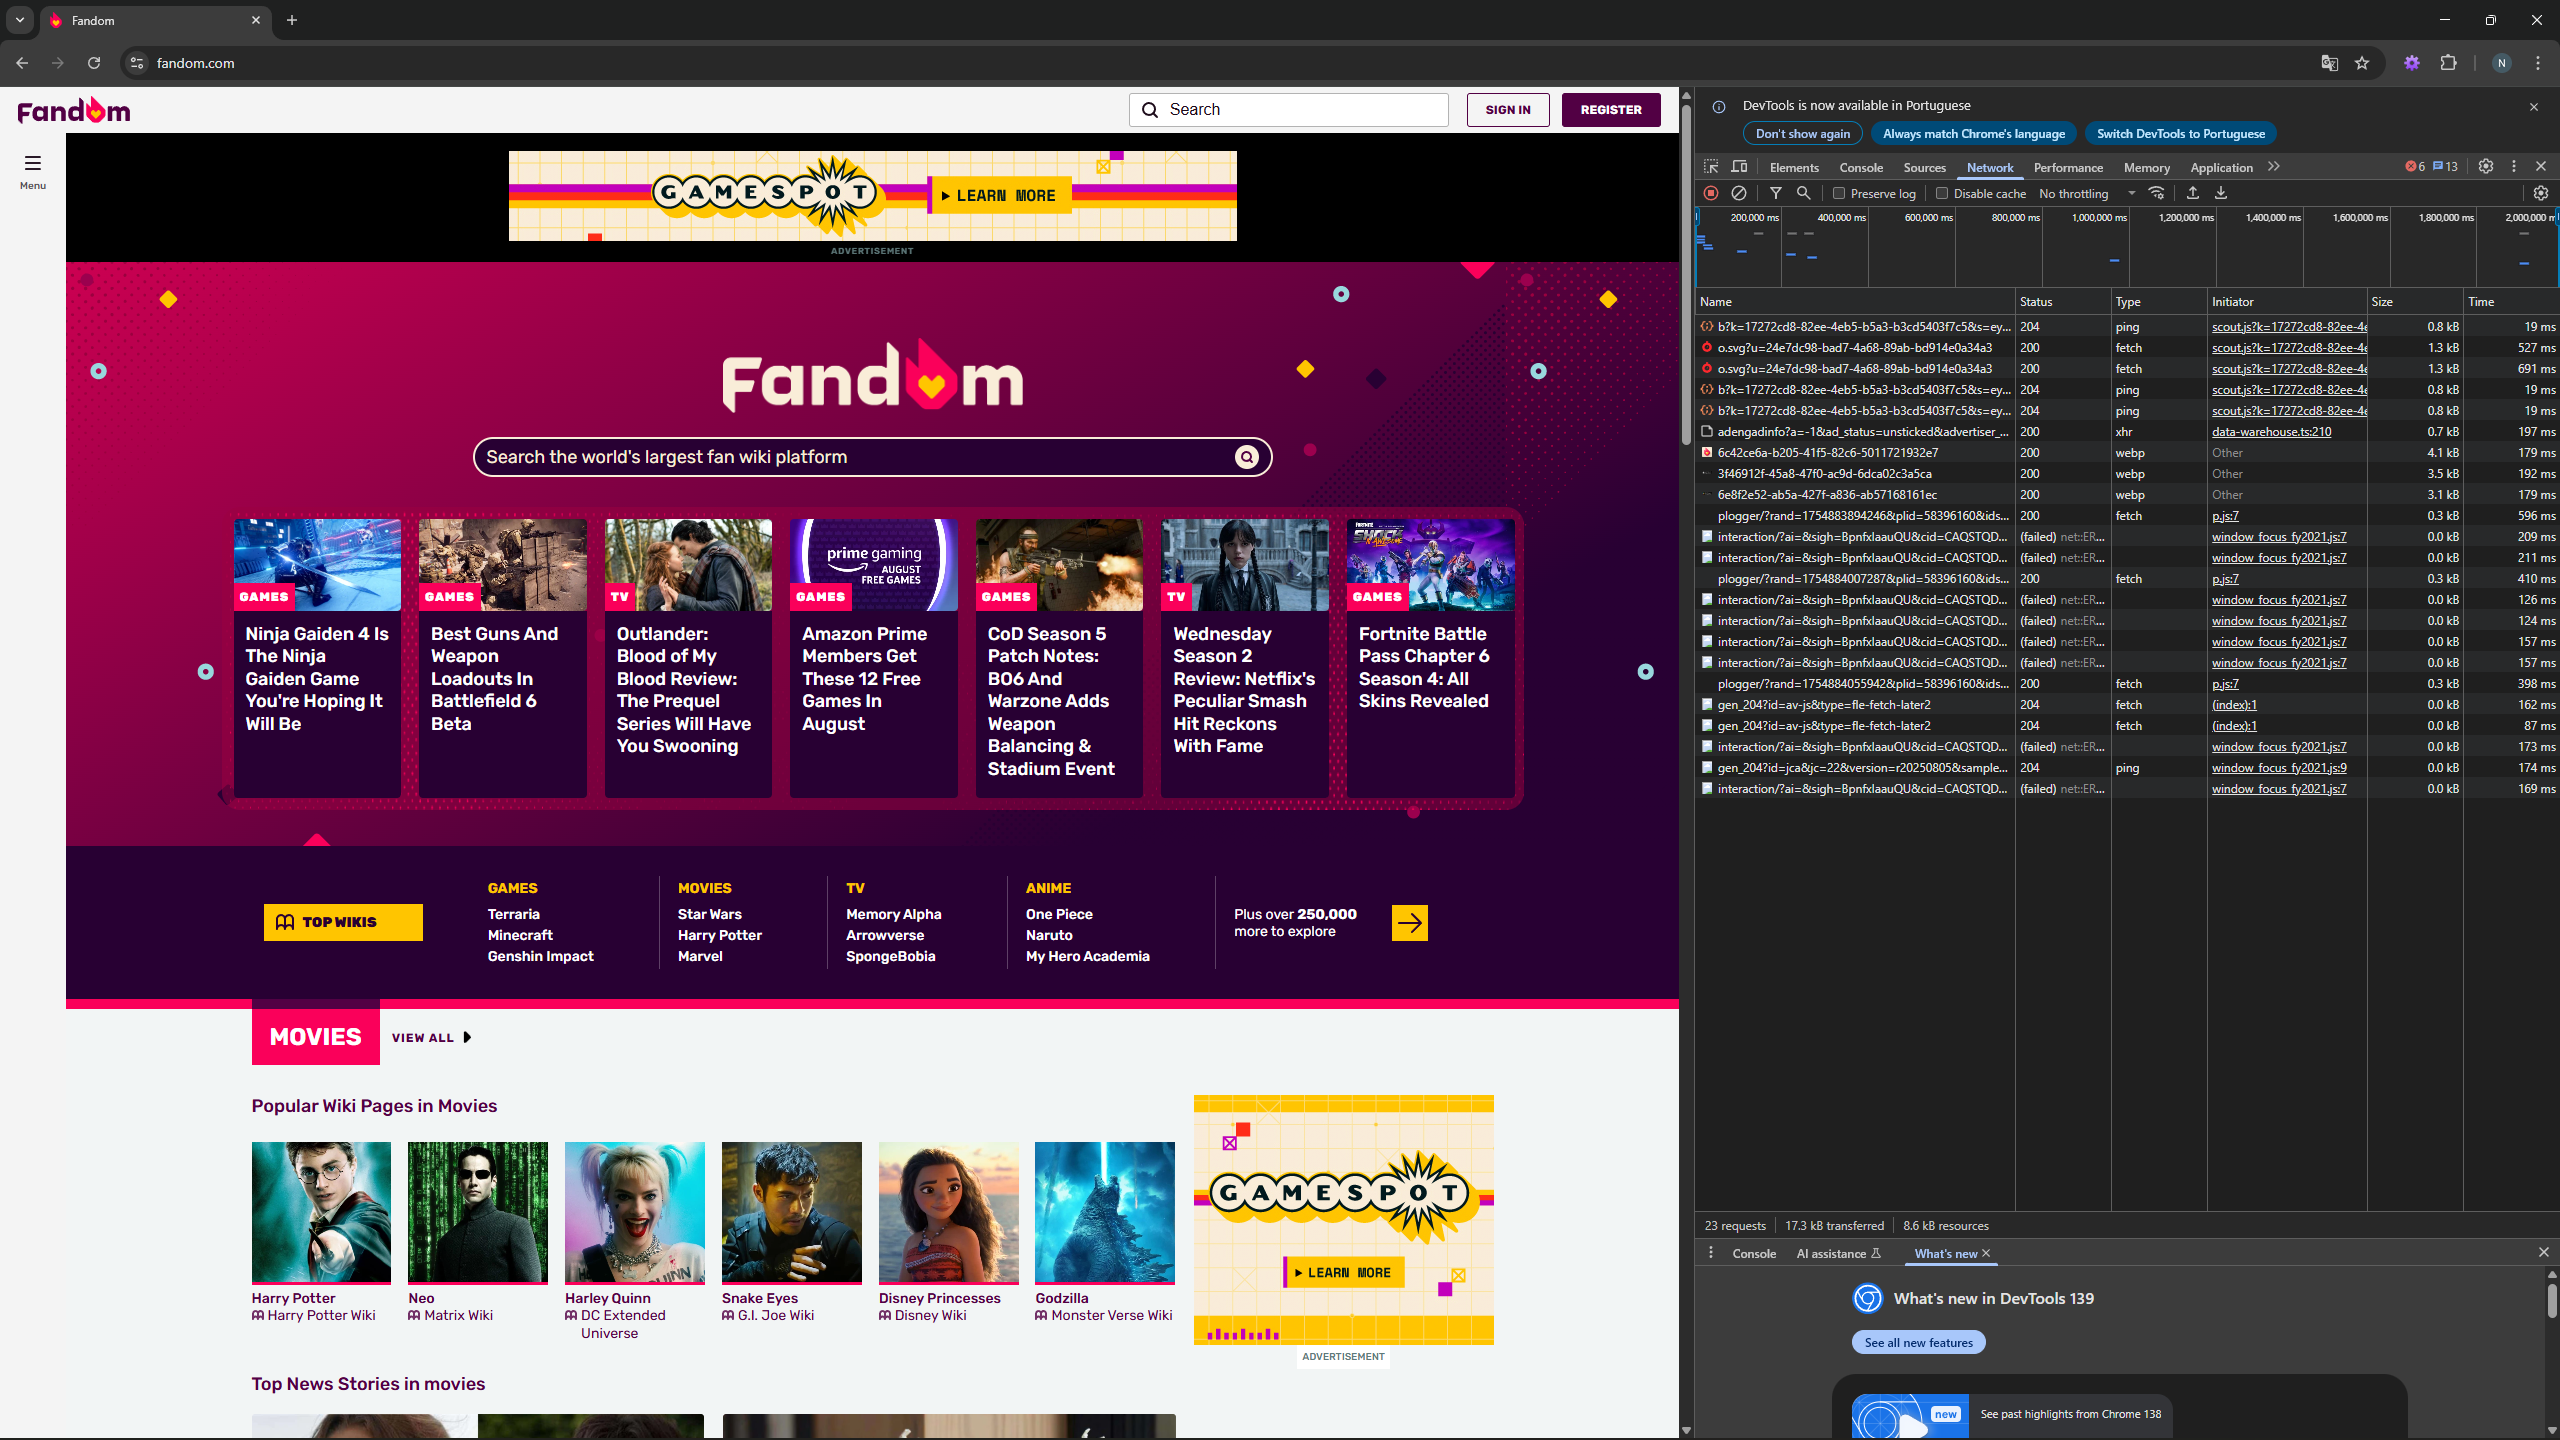 Fandom
fandom.com
N
Fandom
Search
SIGN IN
REGISTER
Menu
GAMESPOT
LEARN MORE
ADVERTISEMENT
Fandom
Search the world's largest fan wiki platform
GAMES
Ninja Gaiden 4 Is
The Ninja
Gaiden Game
You're Hoping It
Will Be
GAMES
Best Guns And
Weapon
Loadouts In
Battlefield 6
Beta
TV
Outlander:
Blood of My
Blood Review:
The Prequel
Series Will Have
You Swooning
prime gaming
AUGUST
FREE GAMES
GAMES
Amazon Prime
Members Get
These 12 Free
Games In
August
GAMES
CoD Season 5
Patch Notes:
BO6 And
Warzone Adds
Weapon
Balancing &
Stadium Event
TV
Wednesday
Season 2
Review: Netflix's
Peculiar Smash
Hit Reckons
With Fame
FORTNITE
GAMES
Fortnite Battle
Pass Chapter 6
Season 4: All
Skins Revealed
TOP WIKIS
GAMES
Terraria
Minecraft
Genshin Impact
MOVIES
Star Wars
Harry Potter
Marvel
TV
Memory Alpha
Arrowverse
SpongeBobia
ANIME
One Piece
Naruto
My Hero Academia
Plus over 250,000
more to explore
MOVIES
VIEW ALL
Popular Wiki Pages in Movies
Harry Potter
Harry Potter Wiki
Neo
Matrix Wiki
Harley Quinn
DC Extended
Universe
Snake Eyes
G.I. Joe Wiki
Disney Princesses
Disney Wiki
Godzilla
Monster Verse Wiki
GAMESPOT
LEARN MORE
ADVERTISEMENT
Top News Stories in movies
DevTools is now available in Portuguese
Don't show again
Always match Chrome's language
Switch DevTools to Portuguese
Elements Console Sources Network Performance Memory Application 6 13
Preserve log Disable cache No throttling
200,000 ms 400,000 ms 600,000 ms 800,000 ms 1,000,000 ms 1,200,000 ms 1,400,000 ms 1,600,000 ms 1,800,000 ms 2,000,000 m
Name Status Type Initiator Size Time
b?k=17272cd8-82ee-4eb5-b5a3-b3cd5403f7c5&s=ey... 204 ping scout.js?k=17272cd8-82ee-4e 0.8 kB 19 ms
o.svg?u=24e7dc98-bad7-4a68-89ab-bd914e0a34a3 200 fetch scout.js?k=17272cd8-82ee-4e 1.3 kB 527 ms
o.svg?u=24e7dc98-bad7-4a68-89ab-bd914e0a34a3 200 fetch scout.js?k=17272cd8-82ee-4e 1.3 kB 691 ms
b?k=17272cd8-82ee-4eb5-b5a3-b3cd5403f7c5&s=ey... 204 ping scout.js?k=17272cd8-82ee-4e 0.8 kB 19 ms
b?k=17272cd8-82ee-4eb5-b5a3-b3cd5403f7c5&s=ey... 204 ping scout.js?k=17272cd8-82ee-4e 0.8 kB 19 ms
adengadinfo?a=-1&ad_status=unsticked&advertiser_... 200 xhr data-warehouse.ts:210 0.7 kB 197 ms
6c42ce6a-b205-41f5-82c6-5011721932e7 200 webp Other 4.1 kB 179 ms
3f46912f-45a8-47f0-ac9d-6dca02c3a5ca 200 webp Other 3.5 kB 192 ms
6e8f2e52-ab5a-427f-a836-ab57168161ec 200 webp Other 3.1 kB 179 ms
plogger/?rand=1754883894246&plid=58396160&ids... 200 fetch p.js:7 0.3 kB 596 ms
interaction/?ai=&sigh=BpnfxlaauQU&cid=CAQSTQD... (failed) net::ER... window_focus_fy2021.js:7 0.0 kB 209 ms
interaction/?ai=&sigh=BpnfxlaauQU&cid=CAQSTQD... (failed) net::ER... window_focus_fy2021.js:7 0.0 kB 211 ms
plogger/?rand=1754884007287&plid=58396160&ids... 200 fetch p.js:7 0.3 kB 410 ms
interaction/?ai=&sigh=BpnfxlaauQU&cid=CAQSTQD... (failed) net::ER... window_focus_fy2021.js:7 0.0 kB 126 ms
interaction/?ai=&sigh=BpnfxlaauQU&cid=CAQSTQD... (failed) net::ER... window_focus_fy2021.js:7 0.0 kB 124 ms
interaction/?ai=&sigh=BpnfxlaauQU&cid=CAQSTQD... (failed) net::ER... window_focus_fy2021.js:7 0.0 kB 157 ms
interaction/?ai=&sigh=BpnfxlaauQU&cid=CAQSTQD... (failed) net::ER... window_focus_fy2021.js:7 0.0 kB 157 ms
plogger/?rand=1754884055942&plid=58396160&ids... 200 fetch p.js:7 0.3 kB 398 ms
gen_204?id=av-js&type=fle-fetch-later2 204 fetch (index):1 0.0 kB 162 ms
gen_204?id=av-js&type=fle-fetch-later2 204 fetch (index):1 0.0 kB 87 ms
interaction/?ai=&sigh=BpnfxlaauQU&cid=CAQSTQD... (failed) net::ER... window_focus_fy2021.js:7 0.0 kB 173 ms
gen_204?id=jca&jc=22&version=r20250805&sample... 204 ping window_focus_fy2021.js:9 0.0 kB 174 ms
interaction/?ai=&sigh=BpnfxlaauQU&cid=CAQSTQD... (failed) net::ER... window_focus_fy2021.js:7 0.0 kB 169 ms
23 requests 17.3 kB transferred 8.6 kB resources
Console AI assistance What's new
What's new in DevTools 139
See all new features
new
See past highlights from Chrome 138